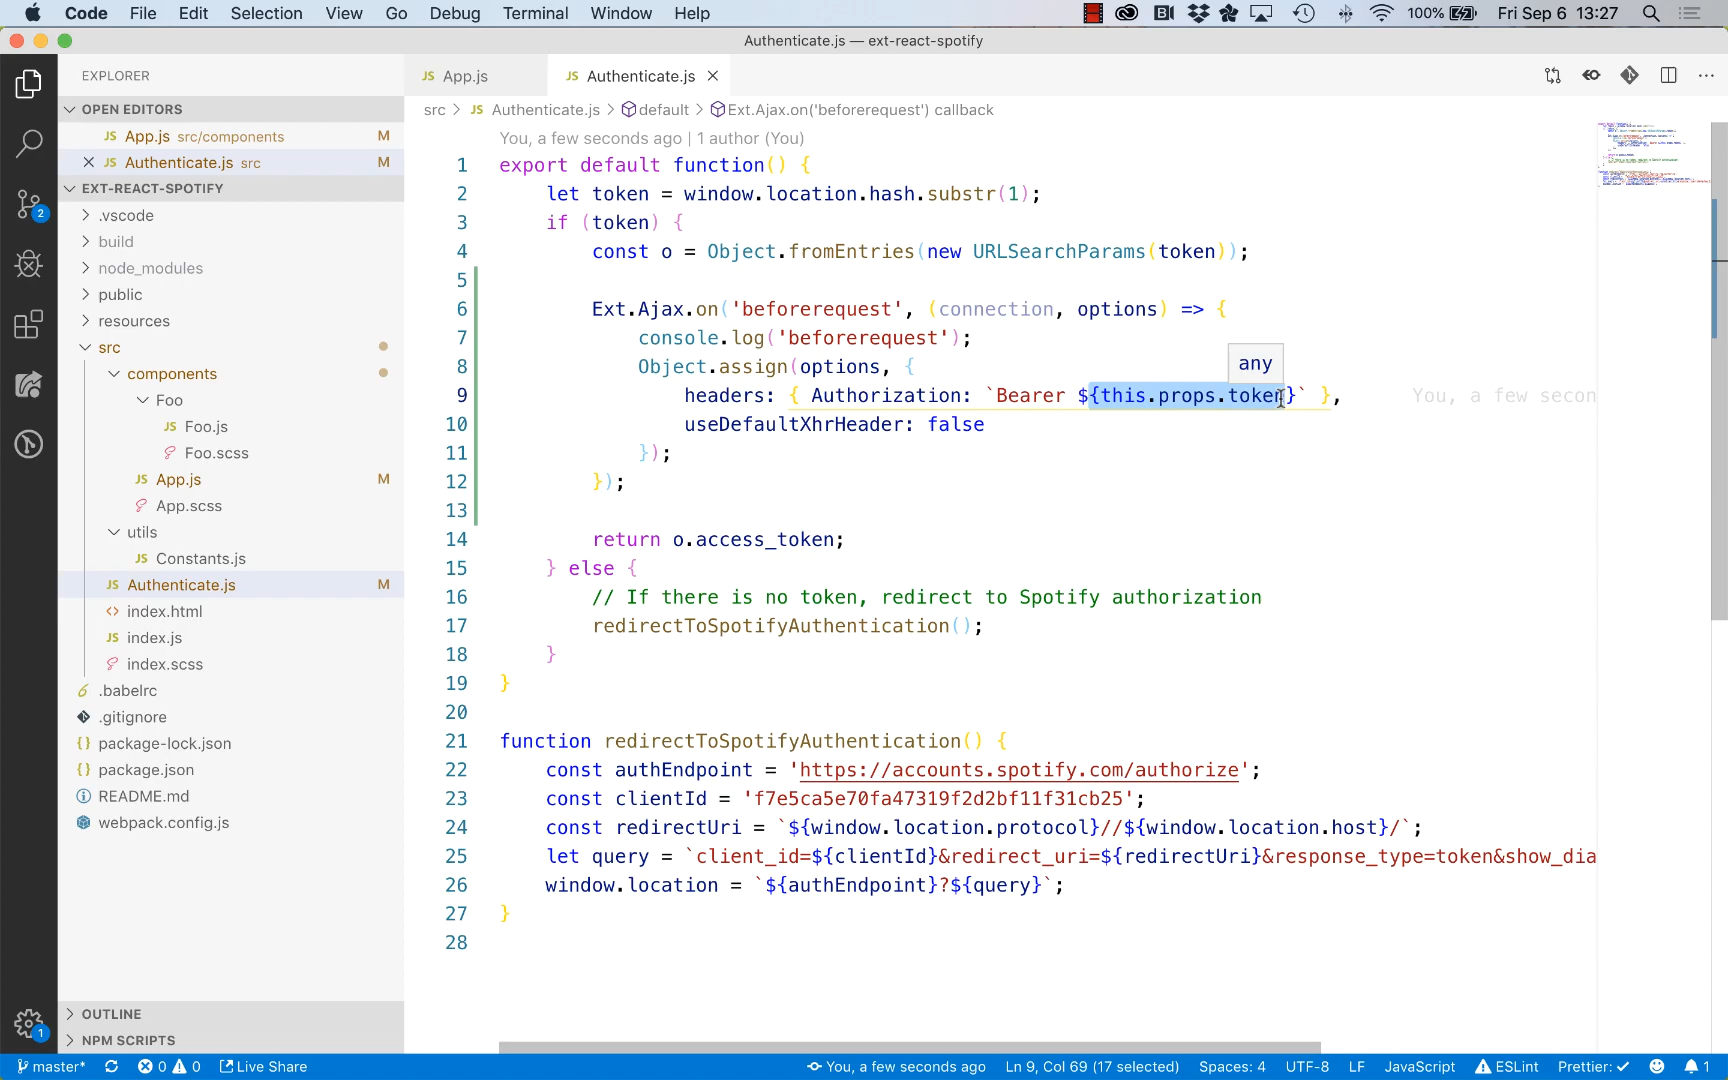 Code File Edit Selection View Go Debug Terminal Window Help 100% Fri Sep 6 13:27
Authenticate.js — ext-react-spotify
EXPLORER
JS App.js
JS Authenticate.js
OPEN EDITORS
src > JS Authenticate.js > default > Ext.Ajax.on('beforerequest') callback
JS App.js src/components M
JS Authenticate.js src M
EXT-REACT-SPOTIFY
.vscode
build
node_modules
public
resources
src
components
Foo
JS Foo.js
Foo.scss
JS App.js M
App.scss
utils
JS Constants.js
JS Authenticate.js M
index.html
JS index.js
index.scss
.babelrc
.gitignore
package-lock.json
package.json
README.md
webpack.config.js
OUTLINE
NPM SCRIPTS
2
1
You, a few seconds ago | 1 author (You)
1 export default function() {
2 let token = window.location.hash.substr(1);
3 if (token) {
4 const o = Object.fromEntries(new URLSearchParams(token));
5
6 Ext.Ajax.on('beforerequest', (connection, options) => {
7 console.log('beforerequest');
8 Object.assign(options, {
any
9 headers: { Authorization: `Bearer ${this.props.token}` }, You, a few secon
10 useDefaultXhrHeader: false
11 });
12 });
13
14 return o.access_token;
15 } else {
16 // If there is no token, redirect to Spotify authorization
17 redirectToSpotifyAuthentication();
18 }
19 }
20
21 function redirectToSpotifyAuthentication() {
22 const authEndpoint = 'https://accounts.spotify.com/authorize';
23 const clientId = 'f7e5ca5e70fa47319f2d2bf11f31cb25';
24 const redirectUri = `${window.location.protocol}//${window.location.host}/`;
25 let query = `client_id=${clientId}&redirect_uri=${redirectUri}&response_type=token&show_dia
26 window.location = `${authEndpoint}?${query}`;
27 }
28
master* 0 0 Live Share You, a few seconds ago Ln 9, Col 69 (17 selected) Spaces: 4 UTF-8 LF JavaScript ESLint Prettier: ✓ 1